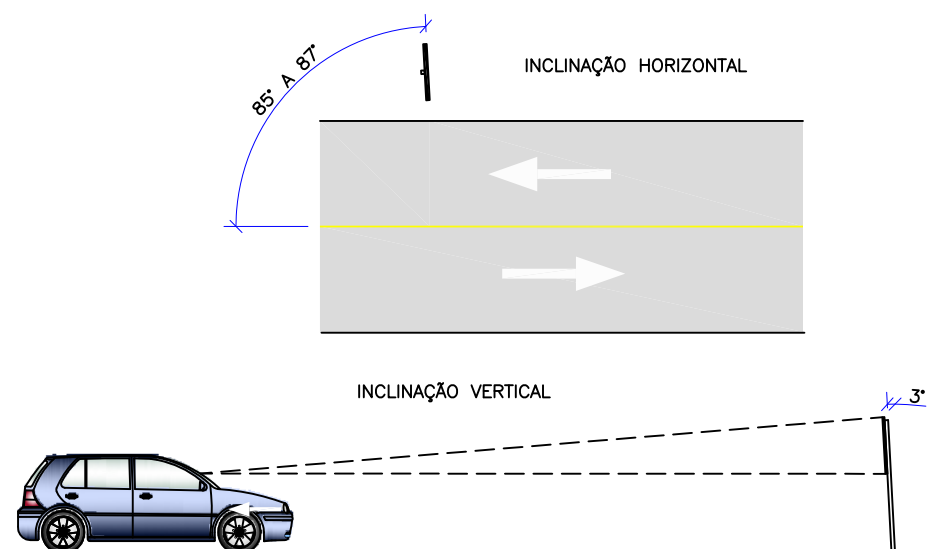 85° A 87°
INCLINAÇÃO HORIZONTAL
INCLINAÇÃO VERTICAL
3°